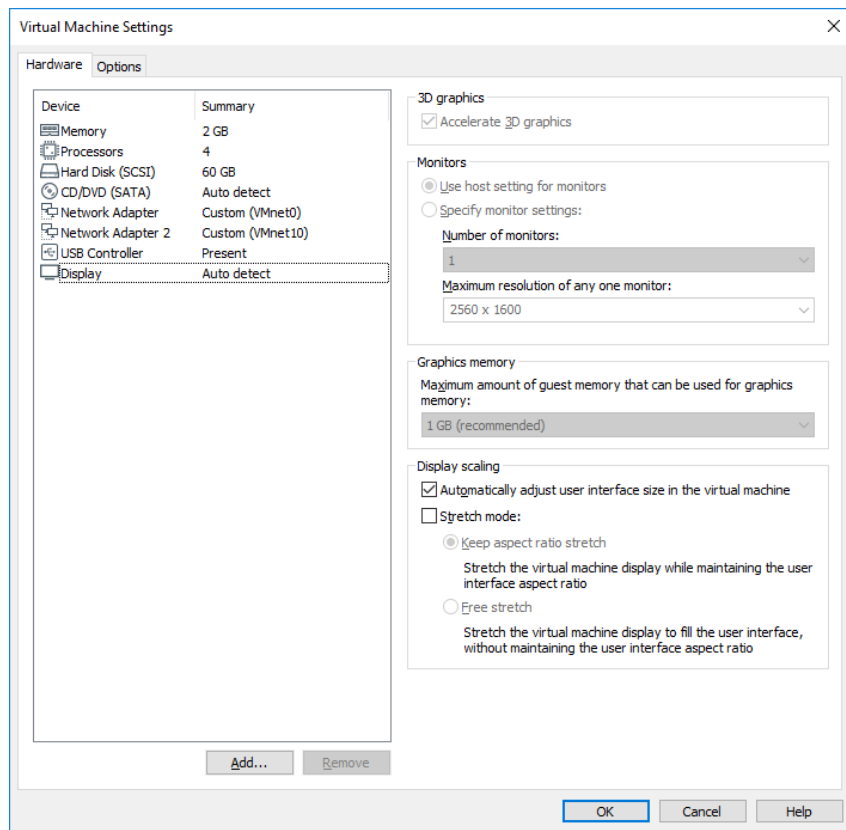 Virtual Machine Settings
Hardware Options
Device Summary
Memory 2 GB
Processors 4
Hard Disk (SCSI) 60 GB
CD/DVD (SATA) Auto detect
Network Adapter Custom (VMnet0)
Network Adapter 2 Custom (VMnet10)
USB Controller Present
Display Auto detect
Add... Remove
3D graphics
Accelerate 3D graphics
Monitors
Use host setting for monitors
Specify monitor settings:
Number of monitors:
1
Maximum resolution of any one monitor:
2560 x 1600
Graphics memory
Maximum amount of guest memory that can be used for graphics
memory:
1 GB (recommended)
Display scaling
Automatically adjust user interface size in the virtual machine
Stretch mode:
Keep aspect ratio stretch
Stretch the virtual machine display while maintaining the user
interface aspect ratio
Free stretch
Stretch the virtual machine display to fill the user interface,
without maintaining the user interface aspect ratio
OK Cancel Help